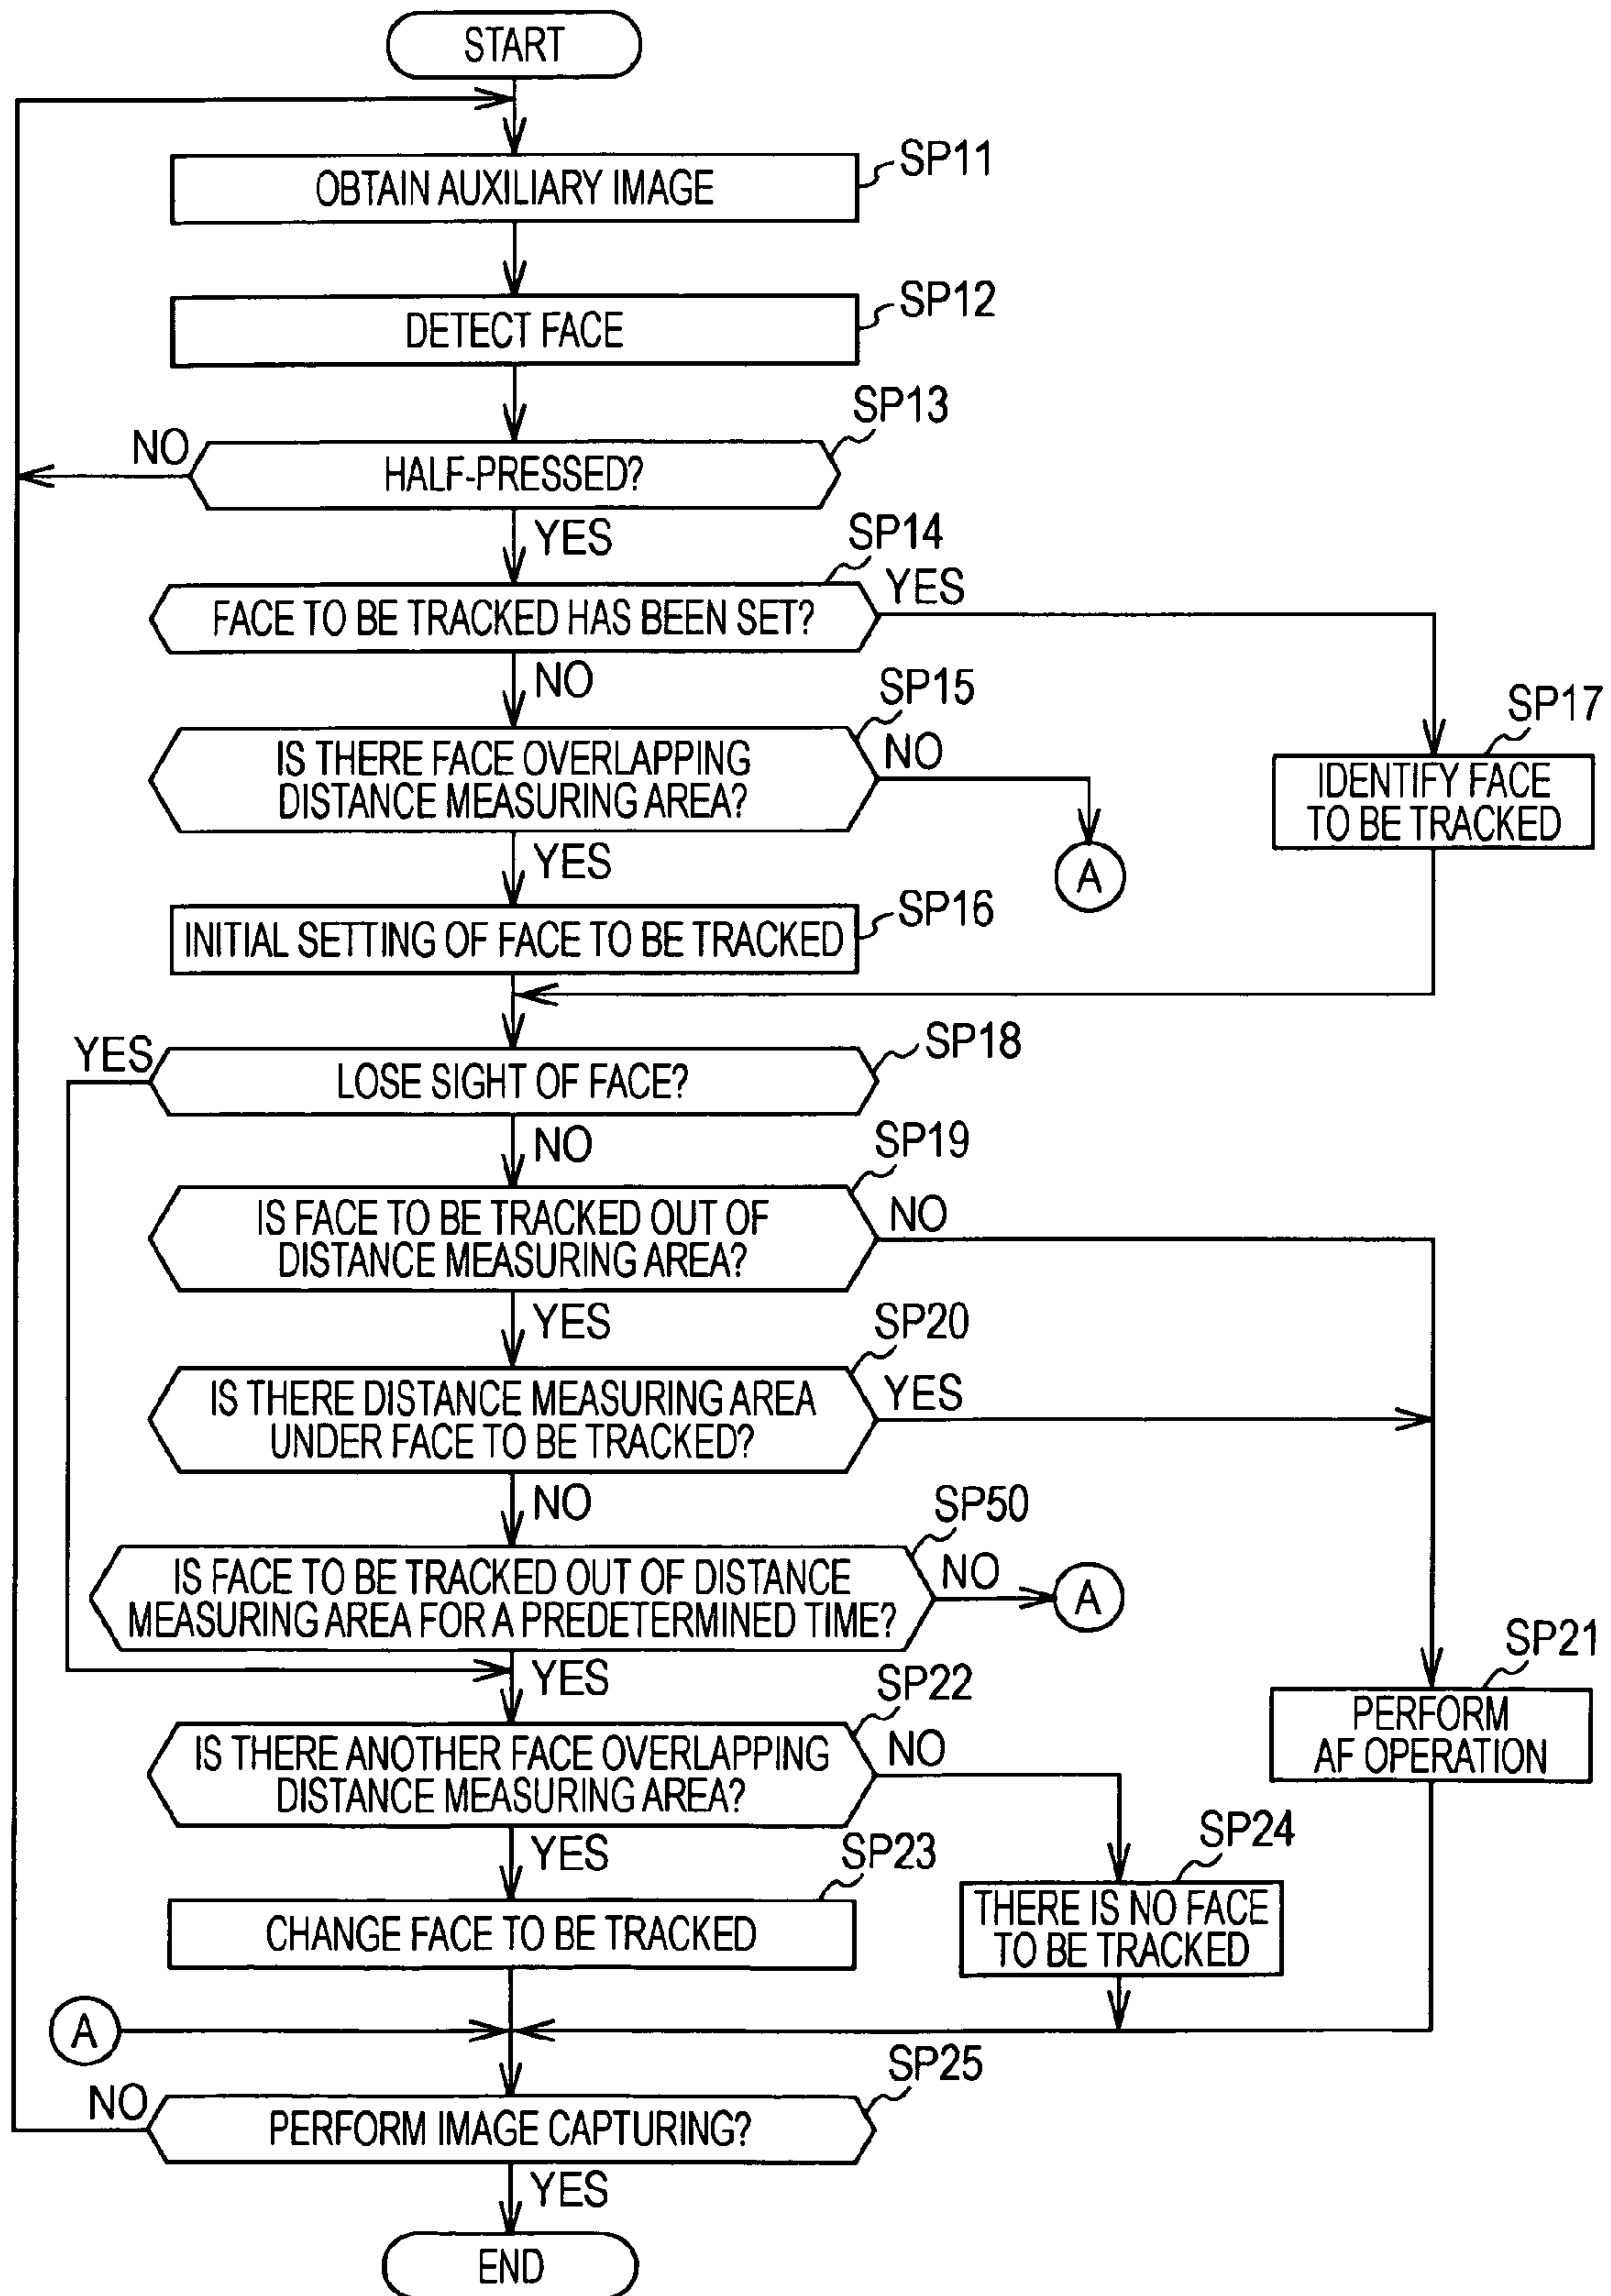 START
SP11
OBTAIN AUXILIARY IMAGE
SP12
DETECT FACE
SP13
NO
HALF-PRESSED?
YES
SP14
YES
FACE TO BE TRACKED HAS BEEN SET?
NO
SP15
SP17
IS THERE FACE OVERLAPPING
DISTANCE MEASURING AREA?
NO
IDENTIFY FACE
TO BE TRACKED
YES
A
SP16
INITIAL SETTING OF FACE TO BE TRACKED
SP18
YES
LOSE SIGHT OF FACE?
NO
SP19
IS FACE TO BE TRACKED OUT OF
DISTANCE MEASURING AREA?
NO
YES
SP20
IS THERE DISTANCE MEASURING AREA
UNDER FACE TO BE TRACKED?
YES
NO
SP50
IS FACE TO BE TRACKED OUT OF DISTANCE
MEASURING AREA FOR A PREDETERMINED TIME?
NO
A
SP21
YES
SP22
PERFORM
AF OPERATION
IS THERE ANOTHER FACE OVERLAPPING
DISTANCE MEASURING AREA?
NO
SP24
YES
SP23
THERE IS NO FACE
TO BE TRACKED
CHANGE FACE TO BE TRACKED
A
SP25
NO
PERFORM IMAGE CAPTURING?
YES
END